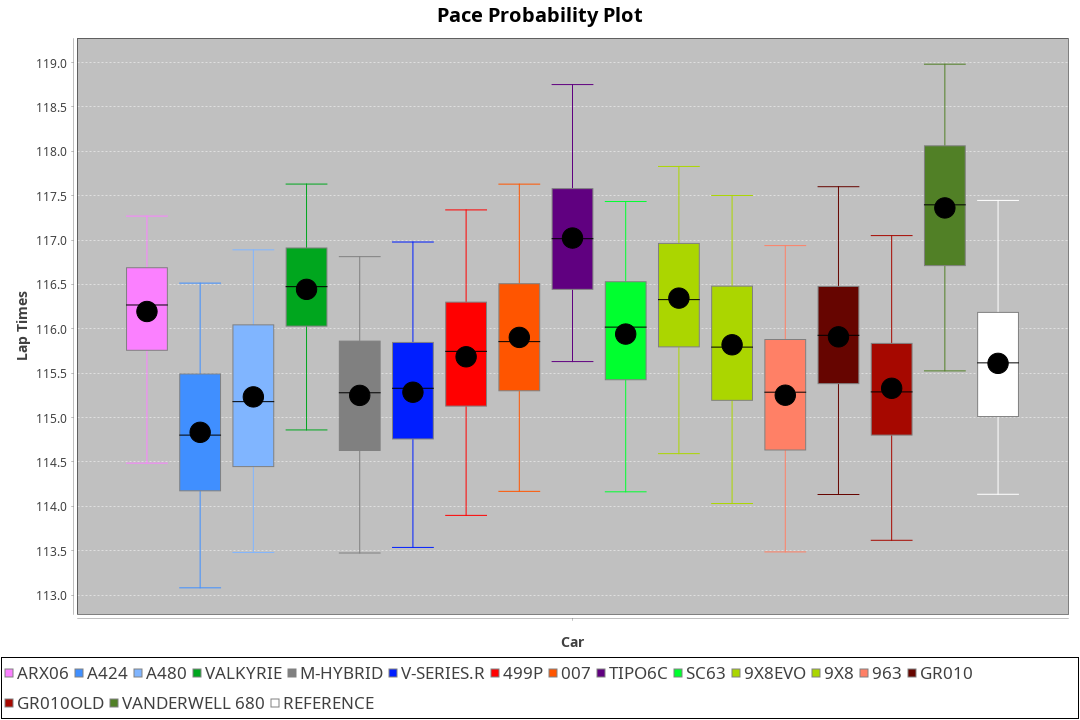 Pace Probability Plot
119.0
118.5
118.0
117.5
117.0
116.5
116.0
115.5
115.0
114.5
114.0
113.5
113.0
Lap Times
Car
ARX06 A424 A480 VALKYRIE M-HYBRID V-SERIES.R 499P 007 TIPO6C SC63 9X8EVO 9X8 963 GR010
GR010OLD VANDERWELL 680 REFERENCE